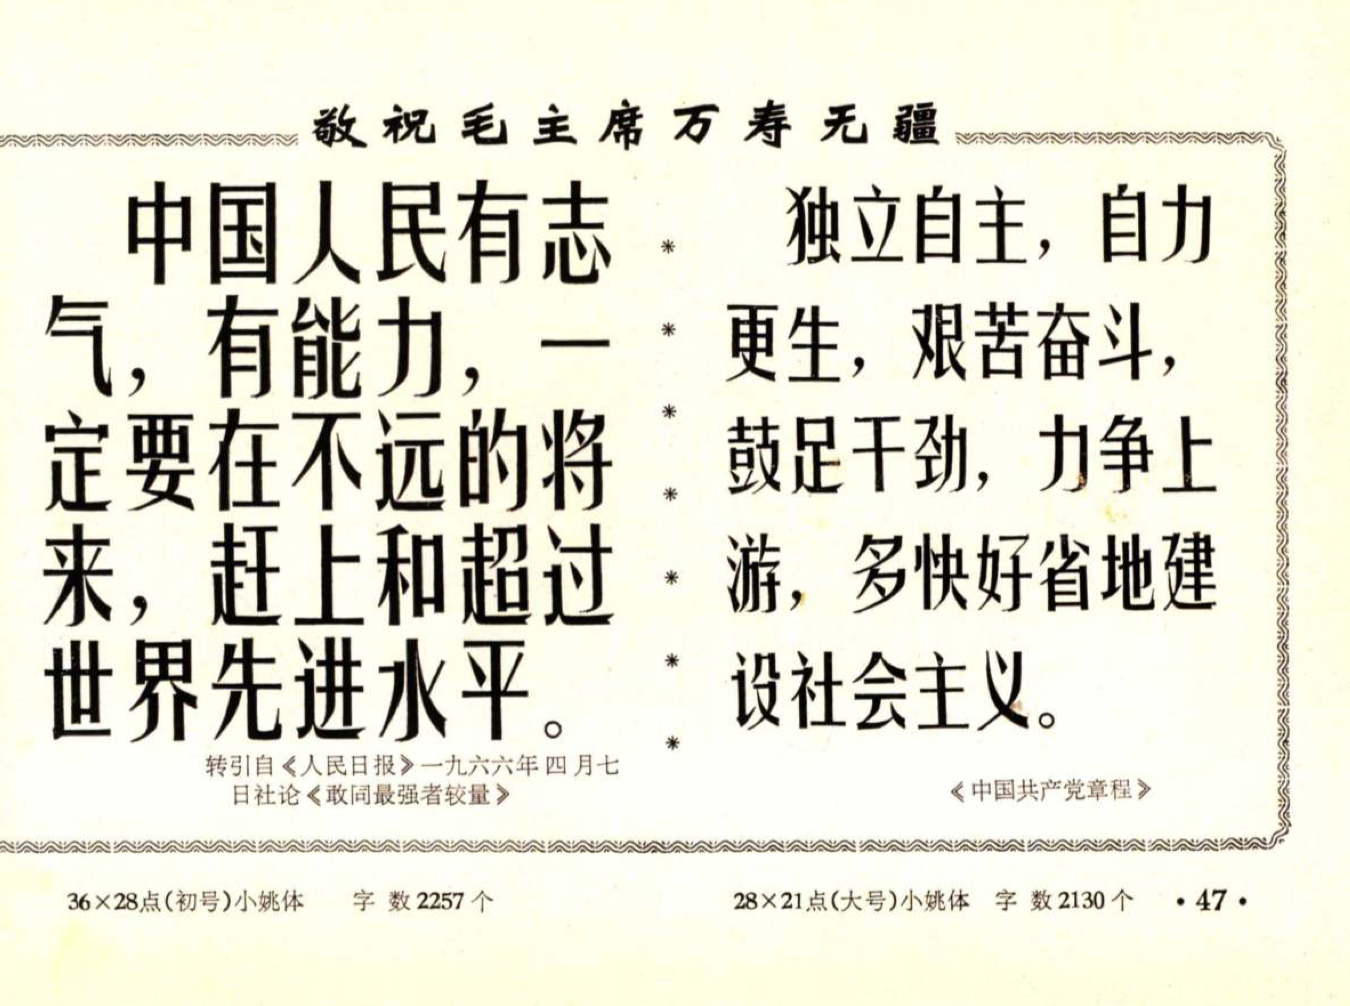 敬祝毛主席万寿无疆
中国人民有志
气，有能力，一
定要在不远的将
来，赶上和超过
世界先进水平。
转引自《人民日报》一九六六年四月七
日社论《敢同最强者较量》
独立自主，自力
更生，艰苦奋斗，
鼓足干劲，力争上
游，多快好省地建
设社会主义。
《中国共产党章程》
36×28点(初号)小姚体 字数2257个
28×21点(大号)小姚体 字数2130个 ·47·